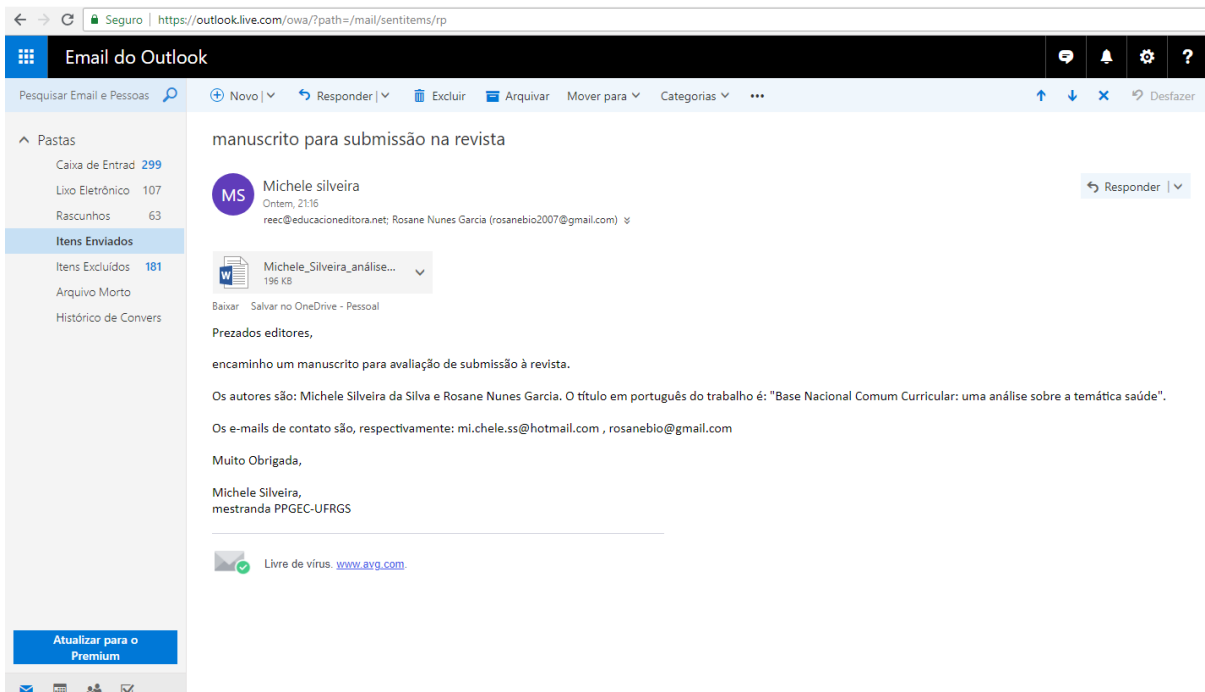 Seguro | https://outlook.live.com/owa/?path=/mail/sentitems/rp
Email do Outlook
?
Pesquisar Email e Pessoas
Novo |
Responder |
Excluir
Arquivar
Mover para
Categorias
Desfazer
Pastas
Caixa de Entrad 299
Lixo Eletrônico 107
Rascunhos 63
Itens Enviados
Itens Excluídos 181
Arquivo Morto
Histórico de Convers
Atualizar para o
Premium
manuscrito para submissão na revista
MS
Michele silveira
Ontem, 21:16
reec@educacioneditora.net; Rosane Nunes Garcia (rosanebio2007@gmail.com)
Responder |
Michele_Silveira_análise...
196 KB
Baixar Salvar no OneDrive - Pessoal
Prezados editores,
encaminho um manuscrito para avaliação de submissão à revista.
Os autores são: Michele Silveira da Silva e Rosane Nunes Garcia. O título em português do trabalho é: "Base Nacional Comum Curricular: uma análise sobre a temática saúde".
Os e-mails de contato são, respectivamente: mi.chele.ss@hotmail.com , rosanebio@gmail.com
Muito Obrigada,
Michele Silveira,
mestranda PPGEC-UFRGS
Livre de vírus. www.avg.com.